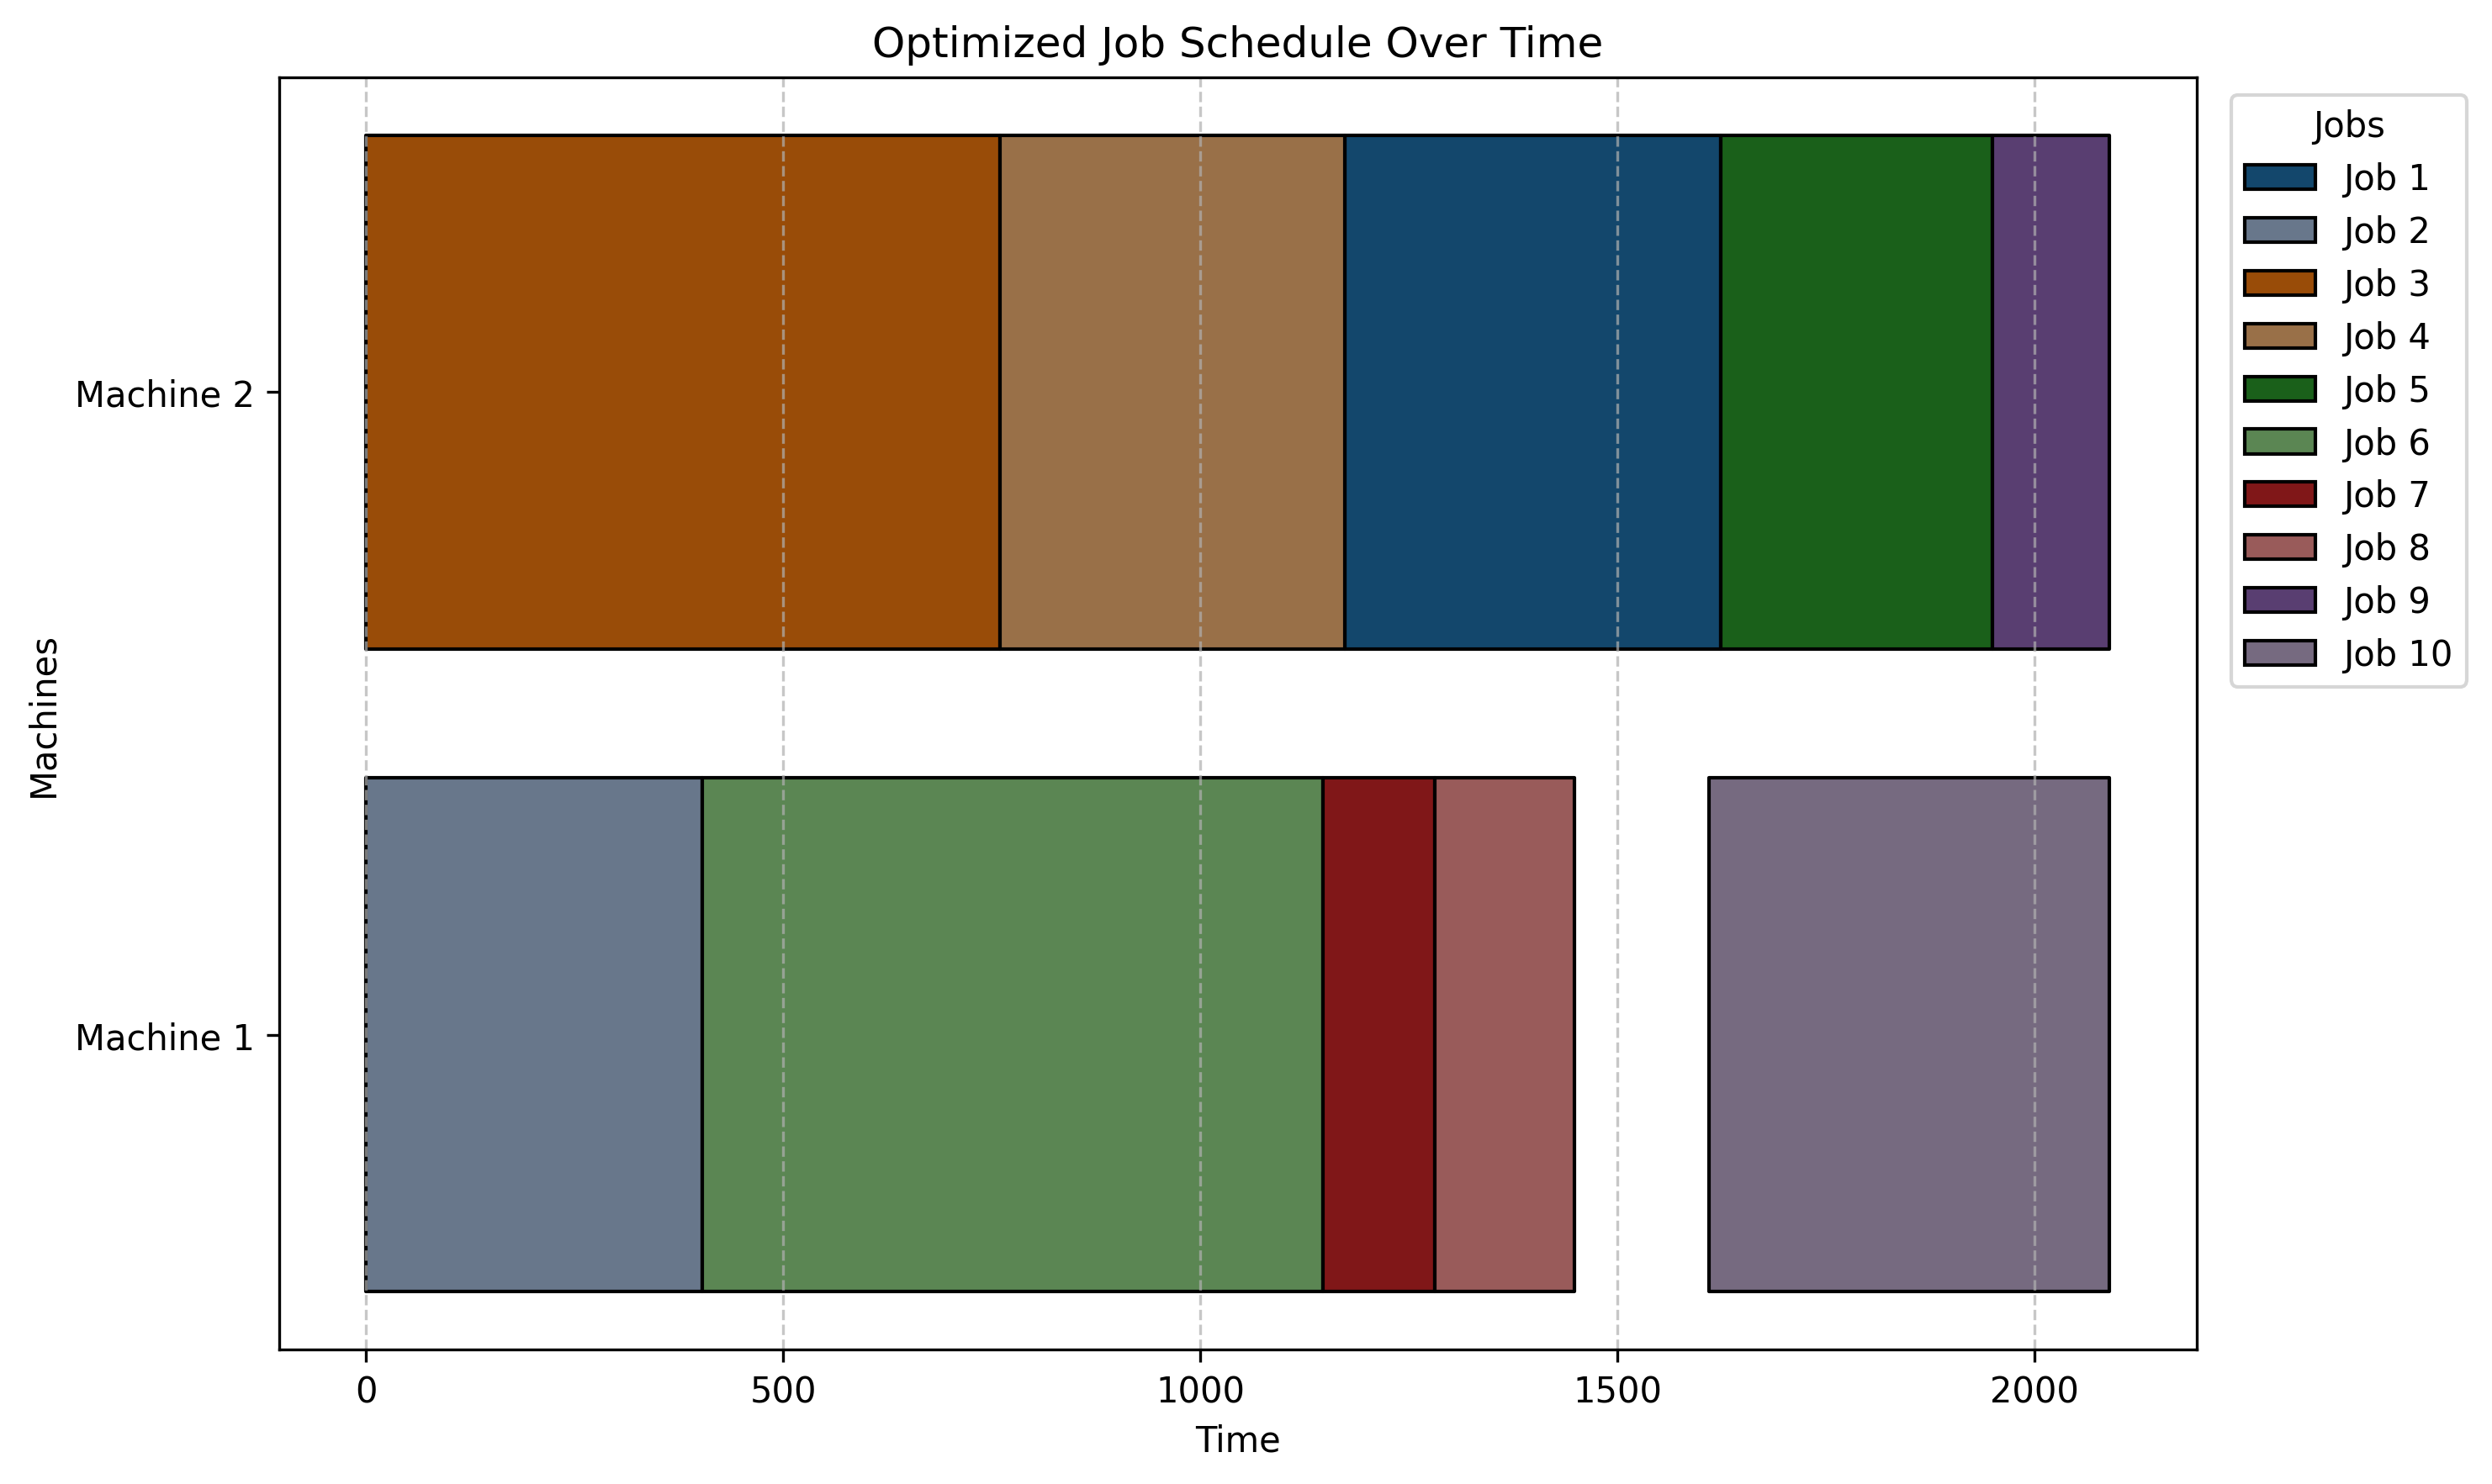 Optimized Job Schedule Over Time
Machines
Machine 2
Machine 1
0 500 1000 1500 2000
Time
Jobs
Job 1
Job 2
Job 3
Job 4
Job 5
Job 6
Job 7
Job 8
Job 9
Job 10